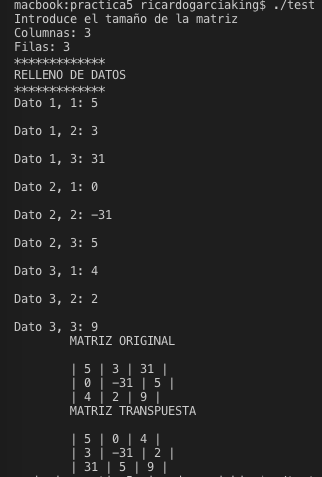 macbook:practica5 ricardogarciaking$ ./test
Introduce el tamaño de la matriz
Columnas: 3
Filas: 3
*************
RELLENO DE DATOS
*************
Dato 1, 1: 5
Dato 1, 2: 3
Dato 1, 3: 31
Dato 2, 1: 0
Dato 2, 2: -31
Dato 2, 3: 5
Dato 3, 1: 4
Dato 3, 2: 2
Dato 3, 3: 9
MATRIZ ORIGINAL
| 5 | 3 | 31 |
| 0 | -31 | 5 |
| 4 | 2 | 9 |
MATRIZ TRANSPUESTA
| 5 | 0 | 4 |
| 3 | -31 | 2 |
| 31 | 5 | 9 |